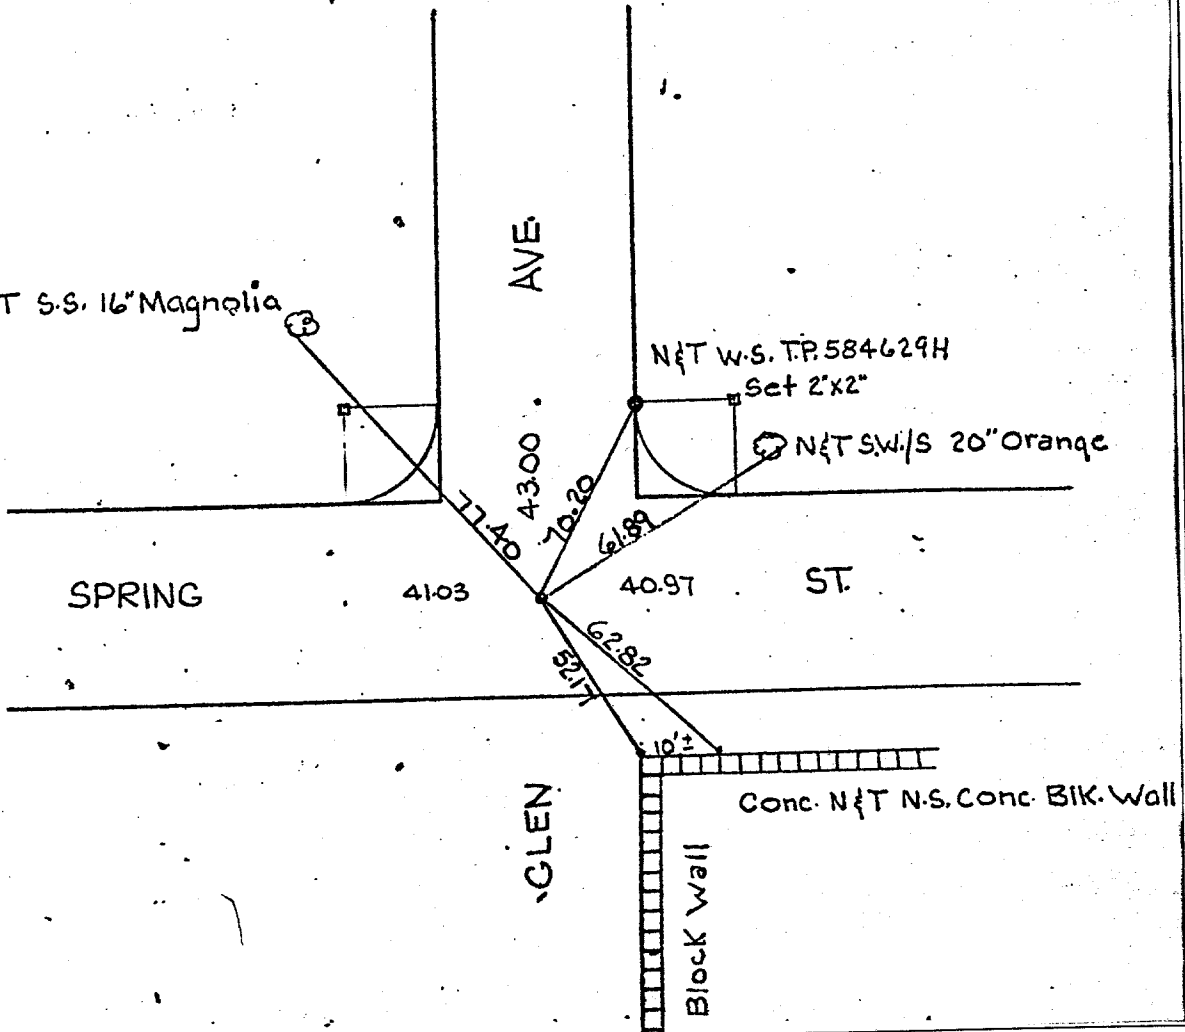 AVE.
T S.S. 16" Magnolia
N&T W.S. T.P. 584629H
Set 2"x2"
N&T S.W./S 20" Orange
43.00
77.40
70.20
61.89
SPRING
41.03
40.97
ST.
62.82
52.17
10'±
Conc. N&T N.S. Conc. Blk. Wall
GLEN
Block Wall